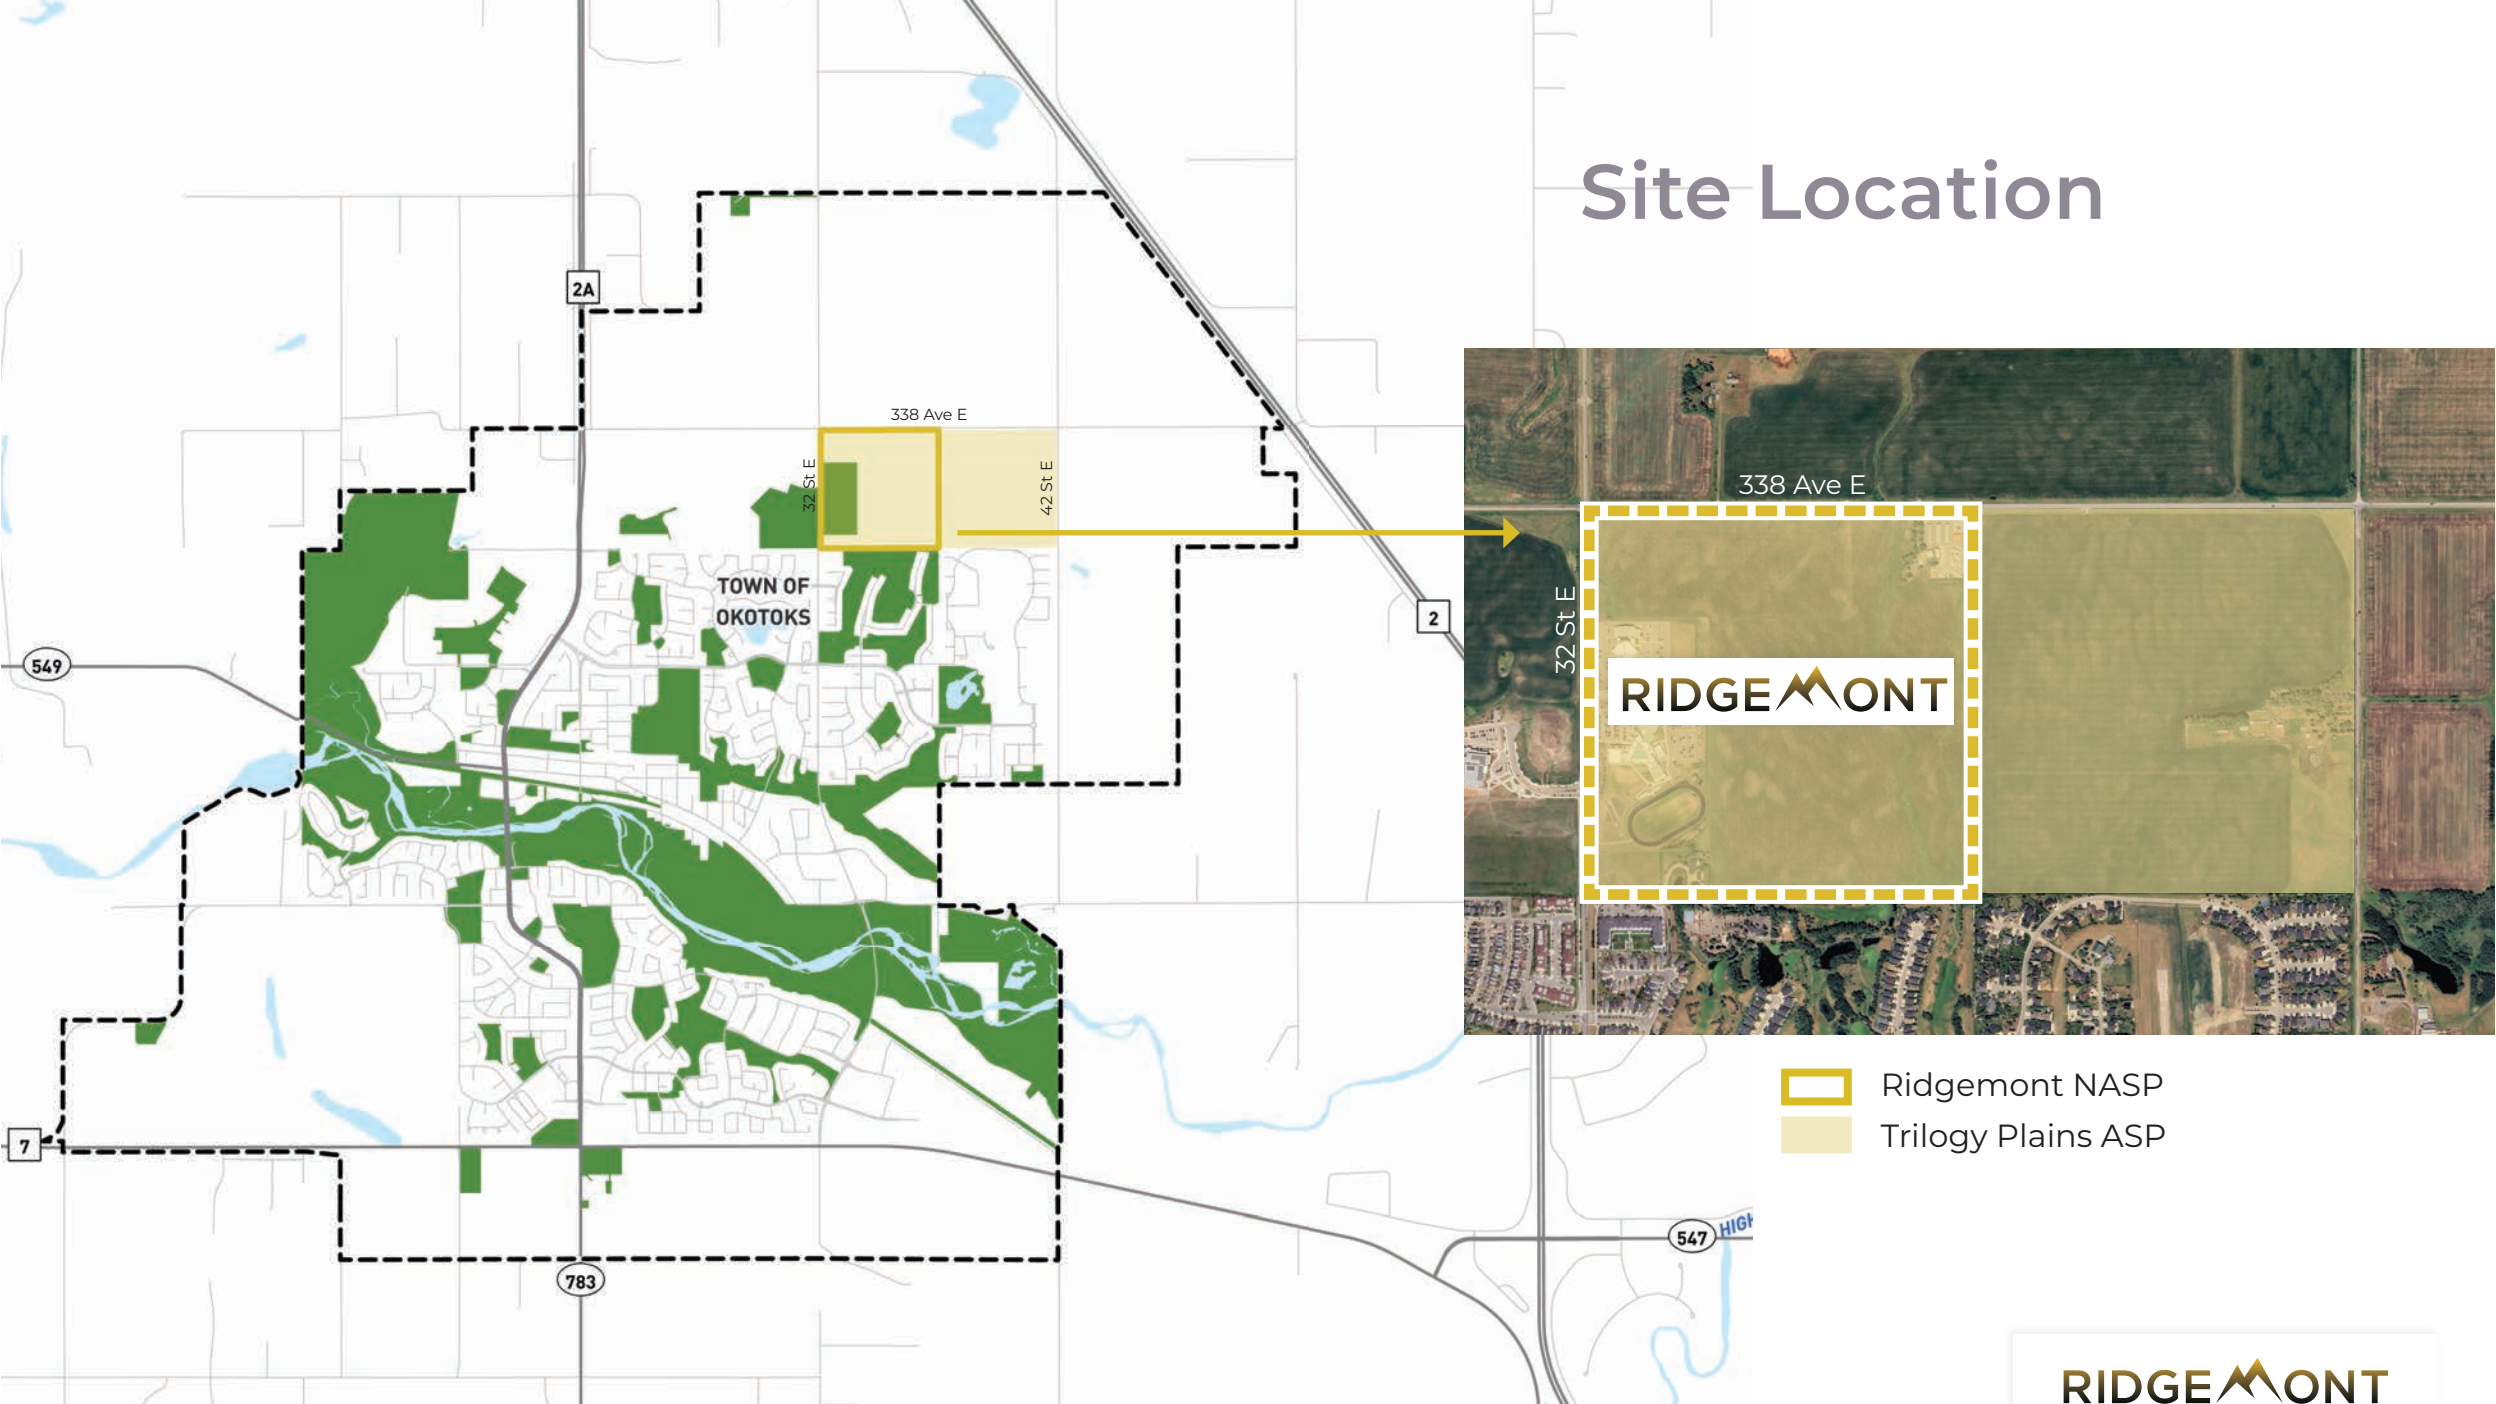 Site Location
2A
338 Ave E
32 St E
42 St E
TOWN OF
OKOTOKS
549
2
7
783
547
HIGH
338 Ave E
32 St E
RIDGEMONT
Ridgemont NASP
Trilogy Plains ASP
RIDGEMONT